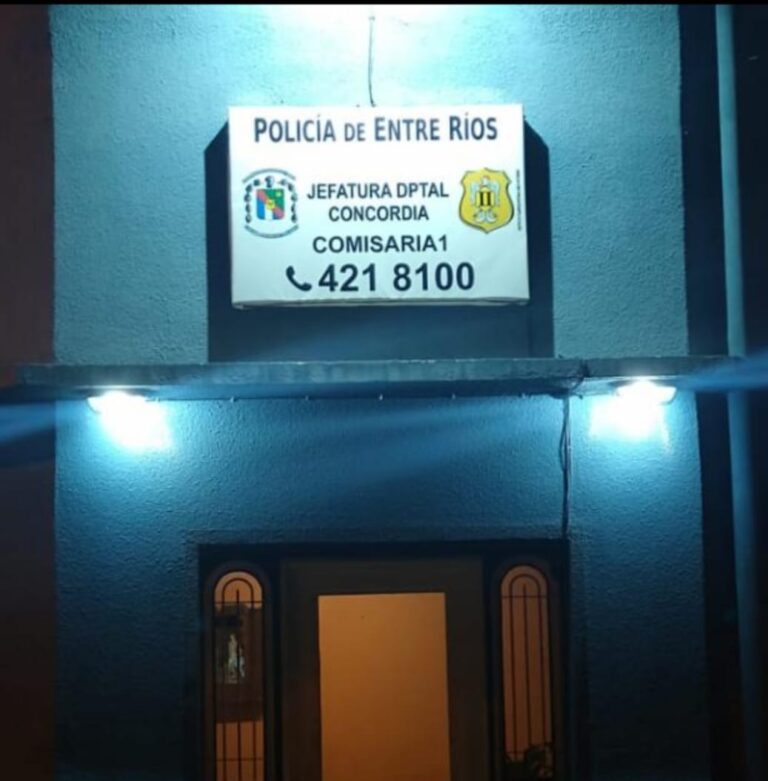 POLICÍA DE ENTRE RÍOS
JEFATURA DPTAL
CONCORDIA
COMISARIA1
421 8100